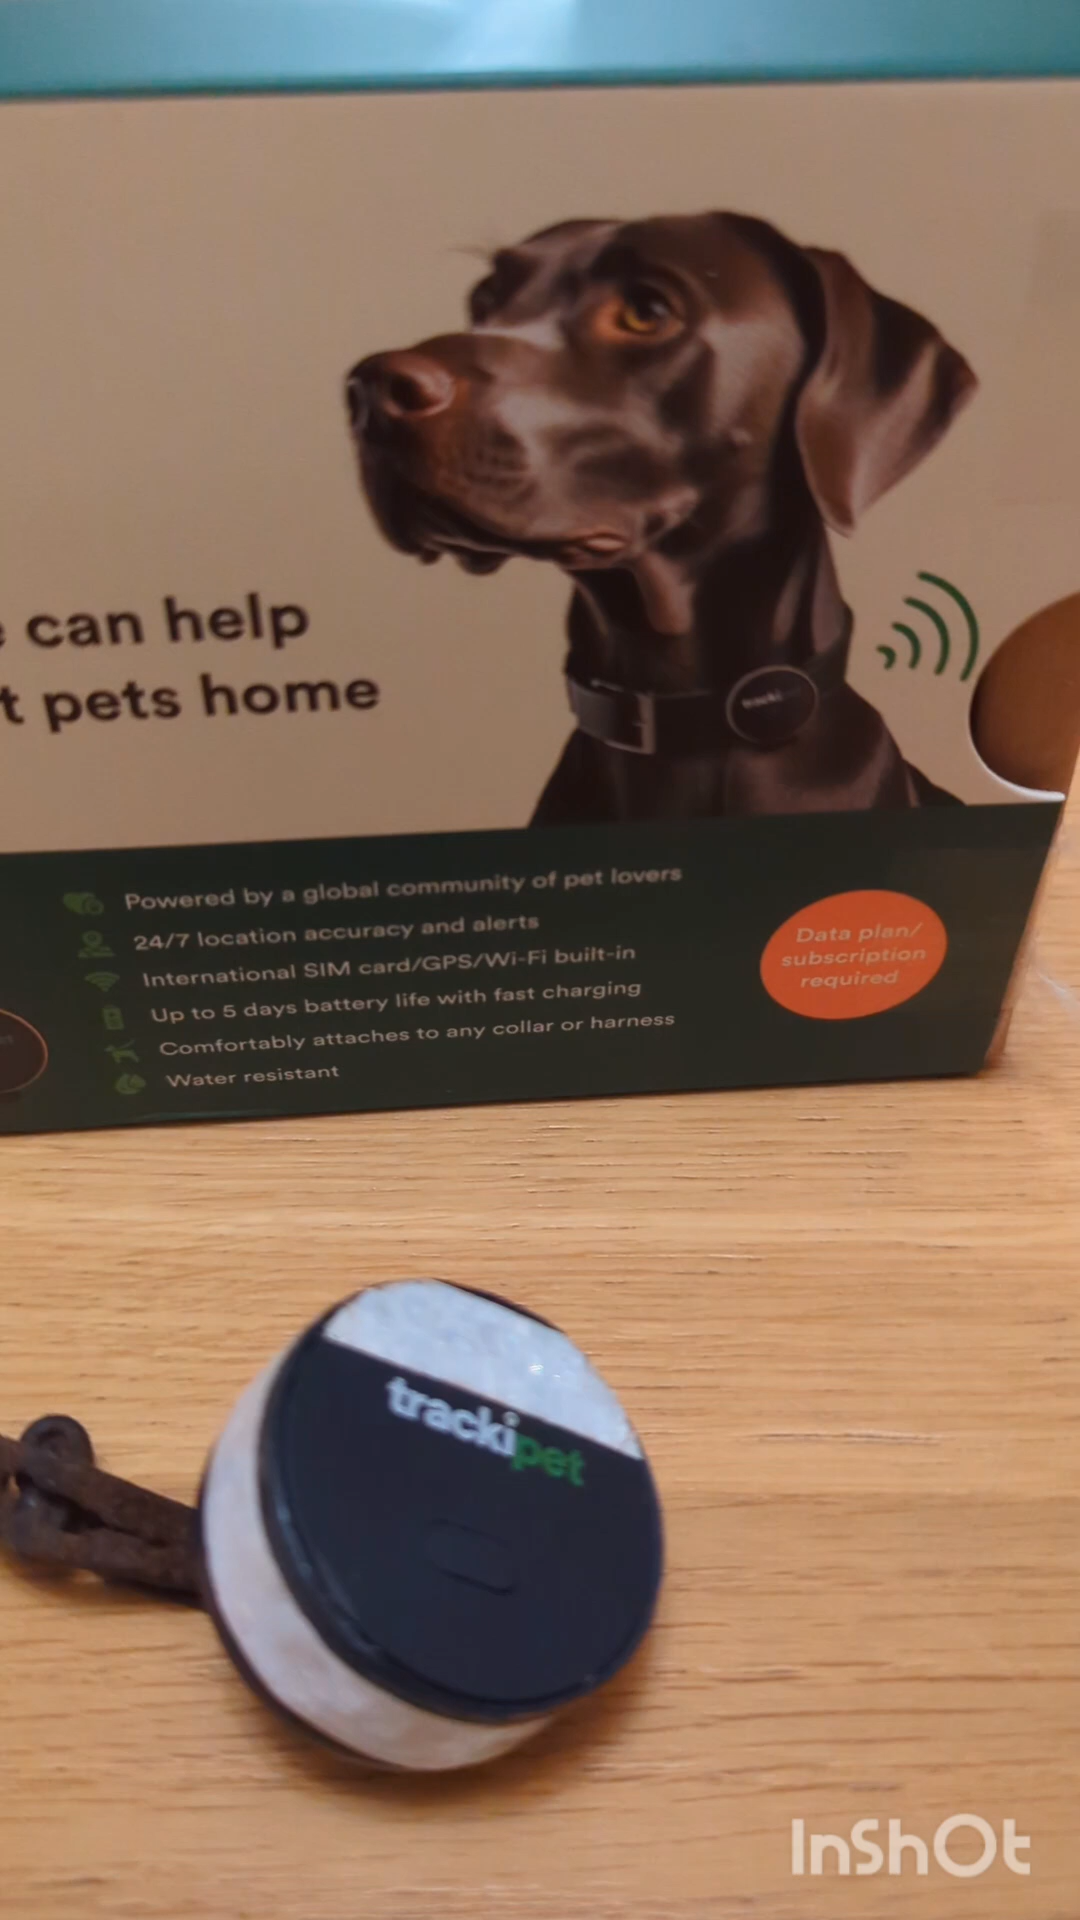 can help
t pets home
tracki
Powered by a global community of pet lovers
24/7 location accuracy and alerts
International SIM card/GPS/Wi-Fi built-in
Up to 5 days battery life with fast charging
Comfortably attaches to any collar or harness
Water resistant
Data plan/
subscription
required
trackipet
InShOt